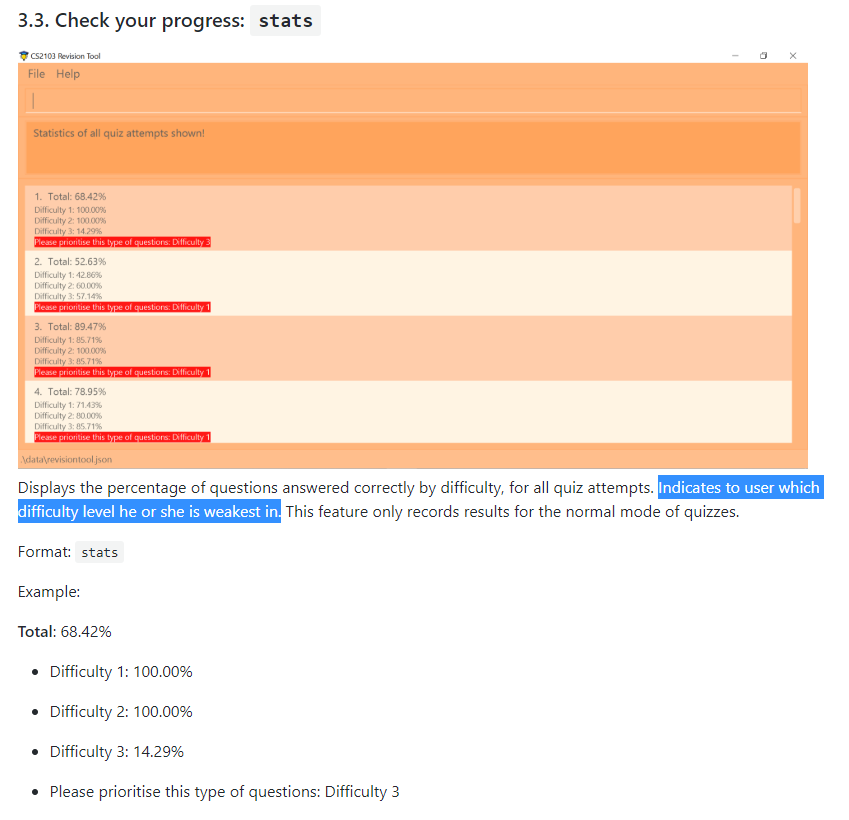 3.3. Check your progress: stats
CS2103 Revision Tool
File Help
Statistics of all quiz attempts shown!
1. Total: 68.42%
Difficulty 1: 100.00%
Difficulty 2: 100.00%
Difficulty 3: 14.29%
Please prioritise this type of questions: Difficulty 3
2. Total: 52.63%
Difficulty 1: 42.86%
Difficulty 2: 60.00%
Difficulty 3: 57.14%
Please prioritise this type of questions: Difficulty 1
3. Total: 89.47%
Difficulty 1: 85.71%
Difficulty 2: 100.00%
Difficulty 3: 85.71%
Please prioritise this type of questions: Difficulty 1
4. Total: 78.95%
Difficulty 1: 71.43%
Difficulty 2: 80.00%
Difficulty 3: 85.71%
Please prioritise this type of questions: Difficulty 1
.\data\revisiontool.json
Displays the percentage of questions answered correctly by difficulty, for all quiz attempts. Indicates to user which
difficulty level he or she is weakest in. This feature only records results for the normal mode of quizzes.
Format: stats
Example:
Total: 68.42%
• Difficulty 1: 100.00%
• Difficulty 2: 100.00%
• Difficulty 3: 14.29%
• Please prioritise this type of questions: Difficulty 3